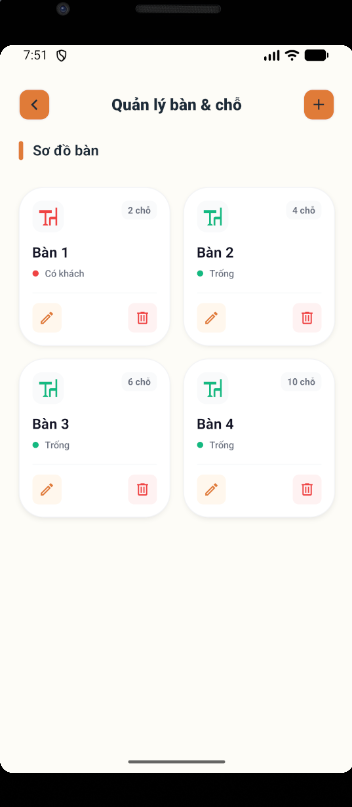 7:51
Quản lý bàn & chỗ
Sơ đồ bàn
2 chỗ
Bàn 1
Có khách
4 chỗ
Bàn 2
Trống
6 chỗ
Bàn 3
Trống
10 chỗ
Bàn 4
Trống